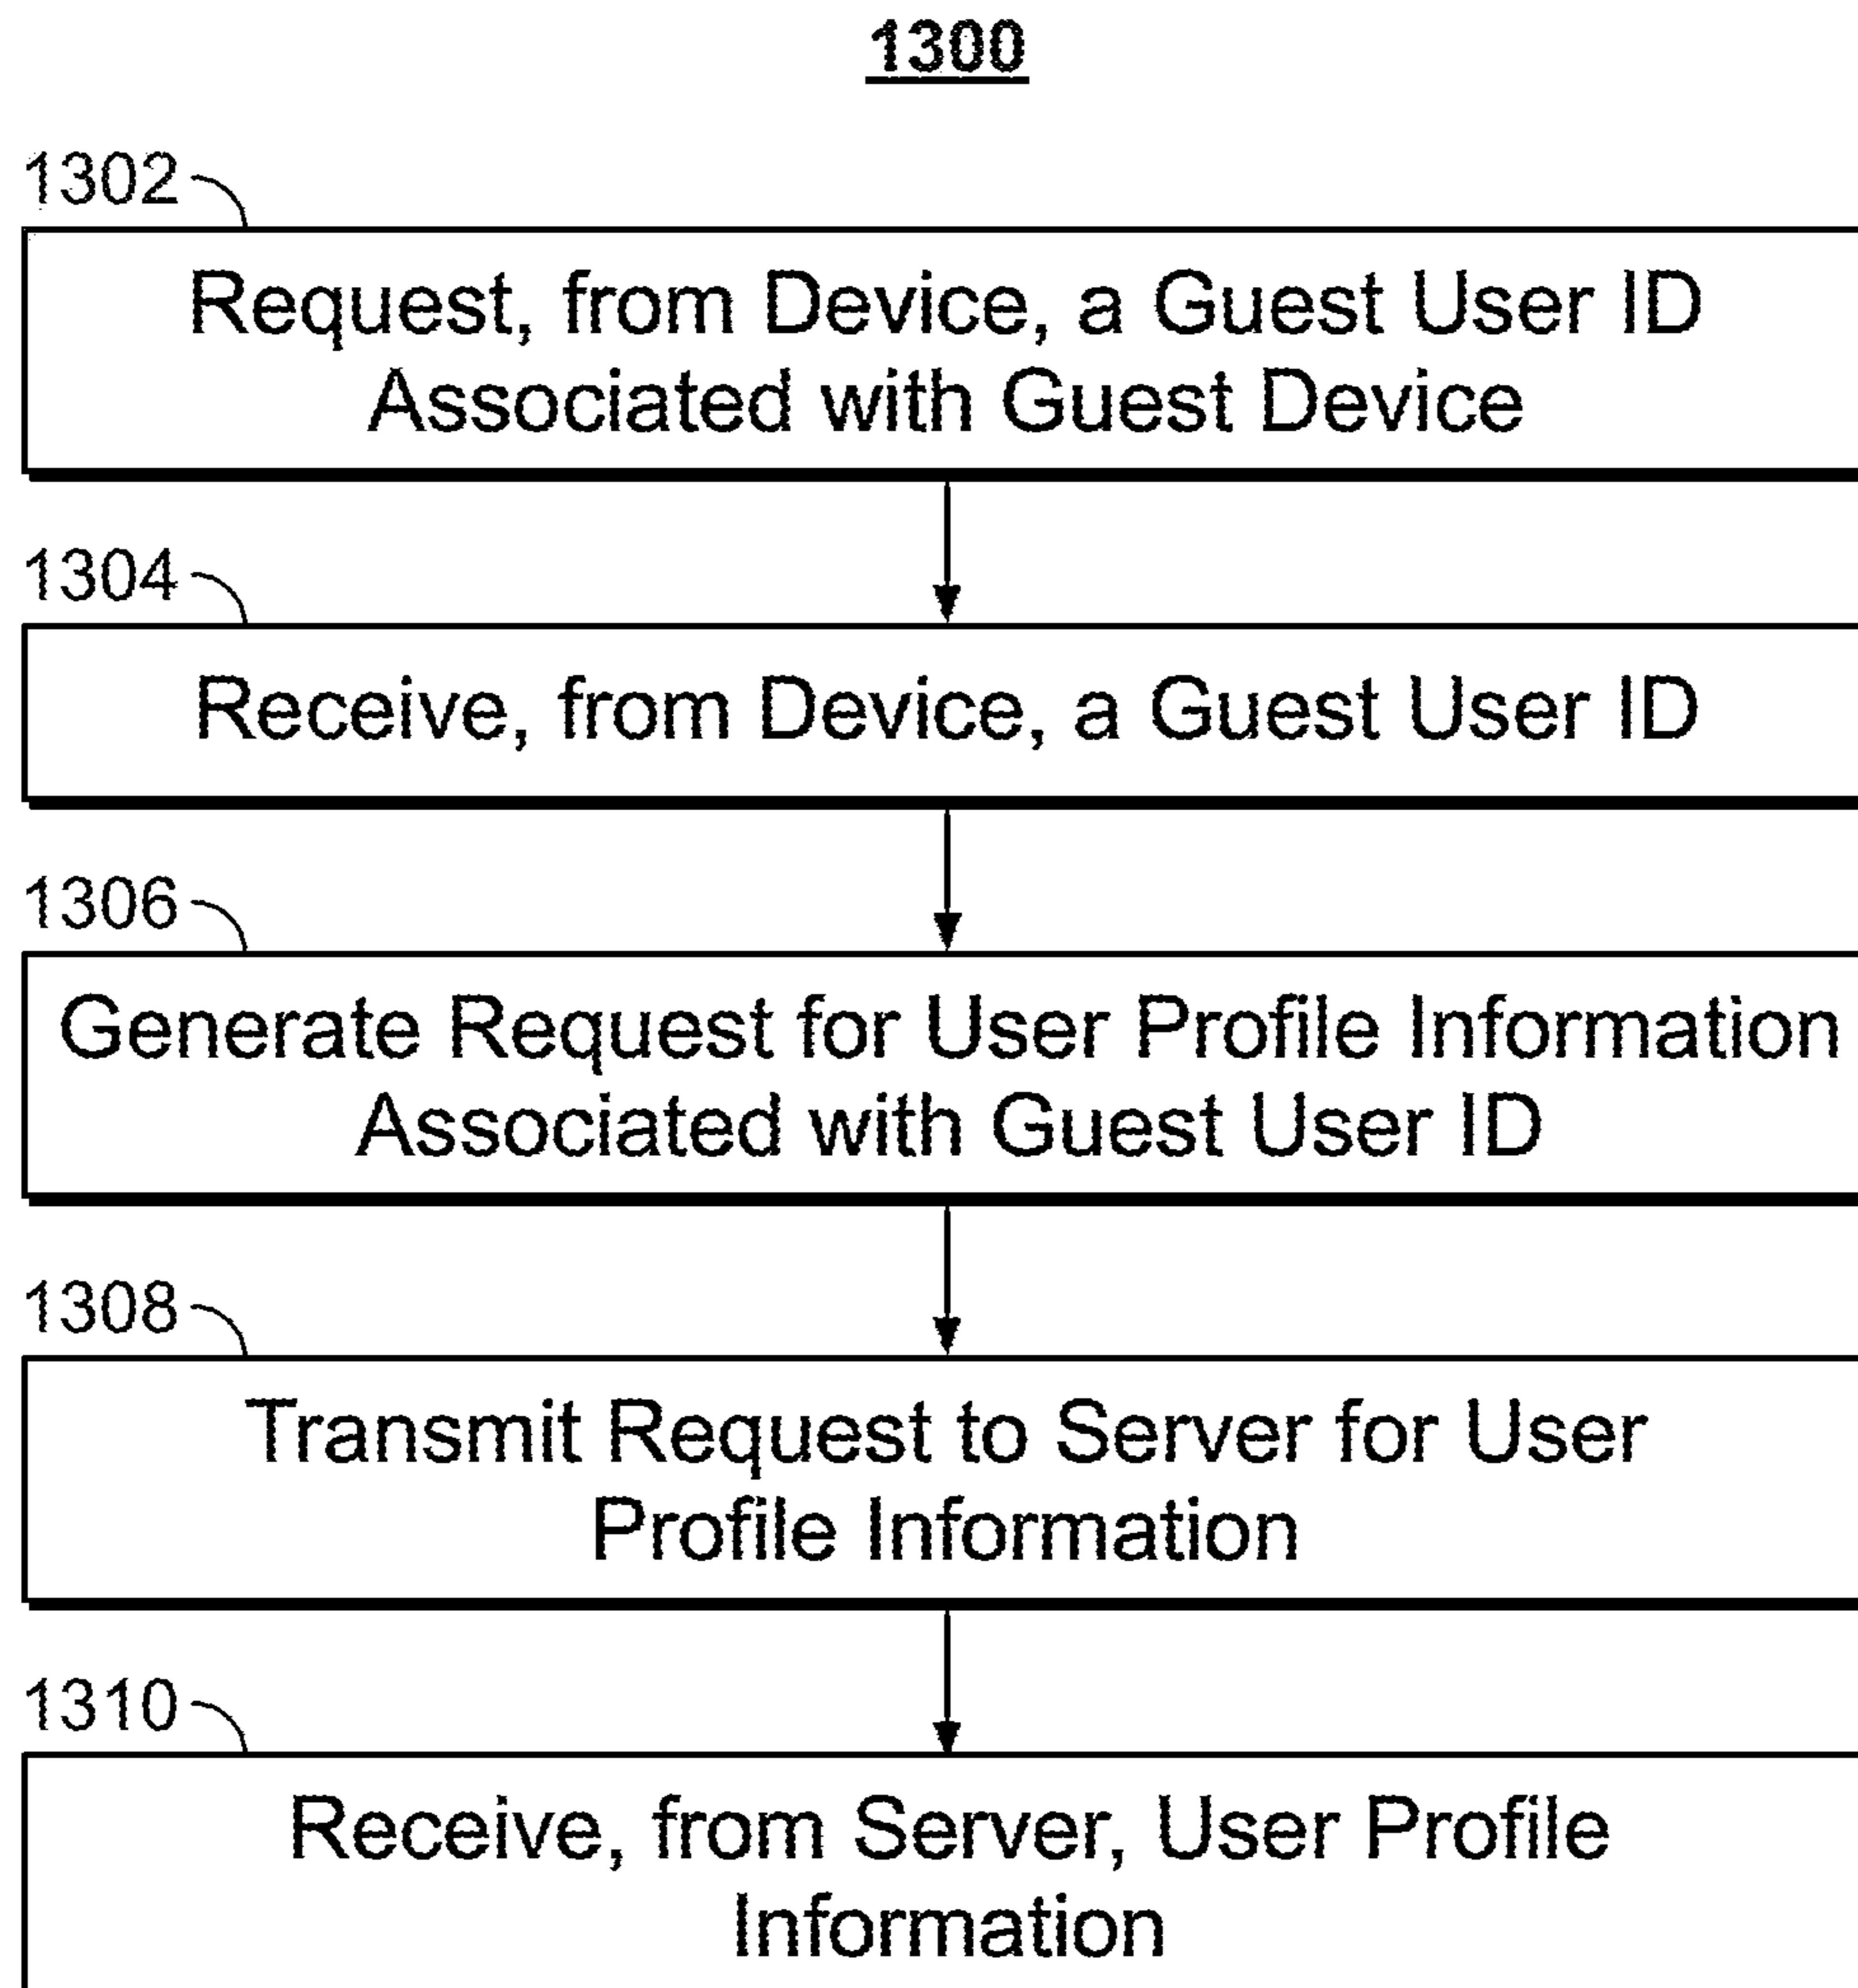 1300
1302
Request, from Device, a Guest User ID
Associated with Guest Device
1304
Receive, from Device, a Guest User ID
1306
Generate Request for User Profile Information
Associated with Guest User ID
1308
Transmit Request to Server for User
Profile Information
1310
Receive, from Server, User Profile
Information